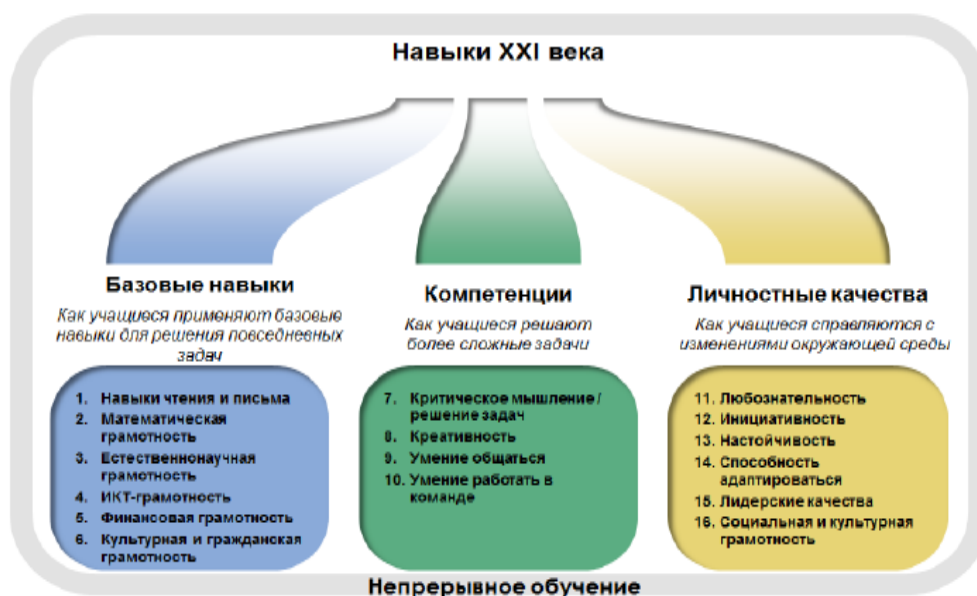 Навыки XXI века
Базовые навыки
Как учащиеся применяют базовые
навыки для решения повседневных
задач
1. Навыки чтения и письма
2. Математическая
грамотность
3. Естественнонаучная
грамотность
4. ИКТ-грамотность
5. Финансовая грамотность
6. Культурная и гражданская
грамотность
Компетенции
Как учащиеся решают
более сложные задачи
7. Критическое мышление /
решение задач
8. Креативность
9. Умение общаться
10. Умение работать в
команде
Личностные качества
Как учащиеся справляются с
изменениями окружающей среды
11. Любознательность
12. Инициативность
13. Настойчивость
14. Способность
адаптироваться
15. Лидерские качества
16. Социальная и культурная
грамотность
Непрерывное обучение